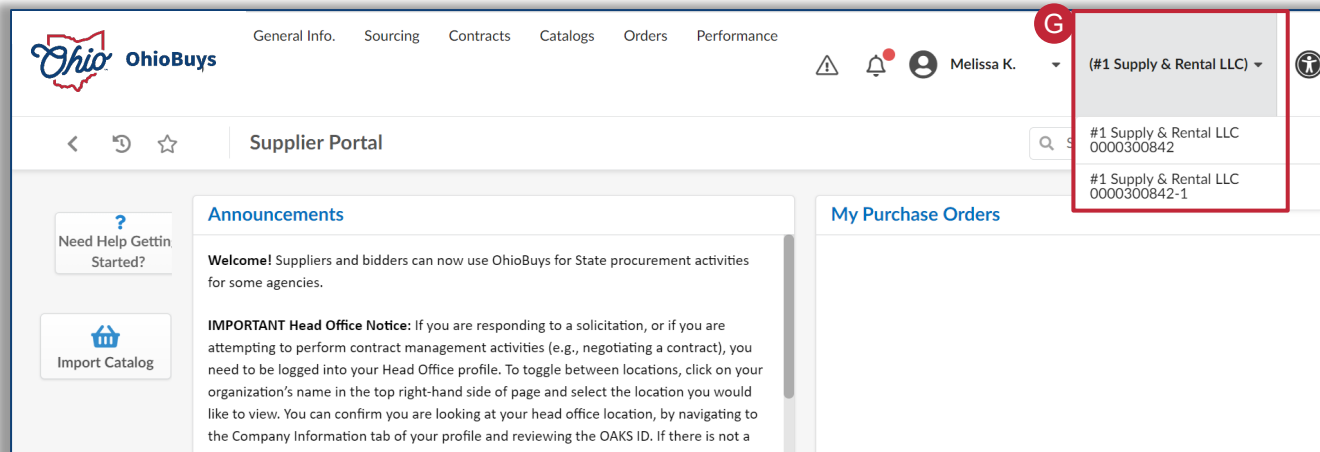 General Info. Sourcing Contracts Catalogs Orders Performance
G
Ohio OhioBuys
Melissa K.
(#1 Supply & Rental LLC)
Supplier Portal
S
#1 Supply & Rental LLC
0000300842
#1 Supply & Rental LLC
0000300842-1
?
Need Help Gettin
Started?
Import Catalog
Announcements
Welcome! Suppliers and bidders can now use OhioBuys for State procurement activities
for some agencies.
IMPORTANT Head Office Notice: If you are responding to a solicitation, or if you are
attempting to perform contract management activities (e.g., negotiating a contract), you
need to be logged into your Head Office profile. To toggle between locations, click on your
organization’s name in the top right-hand side of page and select the location you would
like to view. You can confirm you are looking at your head office location, by navigating to
the Company Information tab of your profile and reviewing the OAKS ID. If there is not a
My Purchase Orders